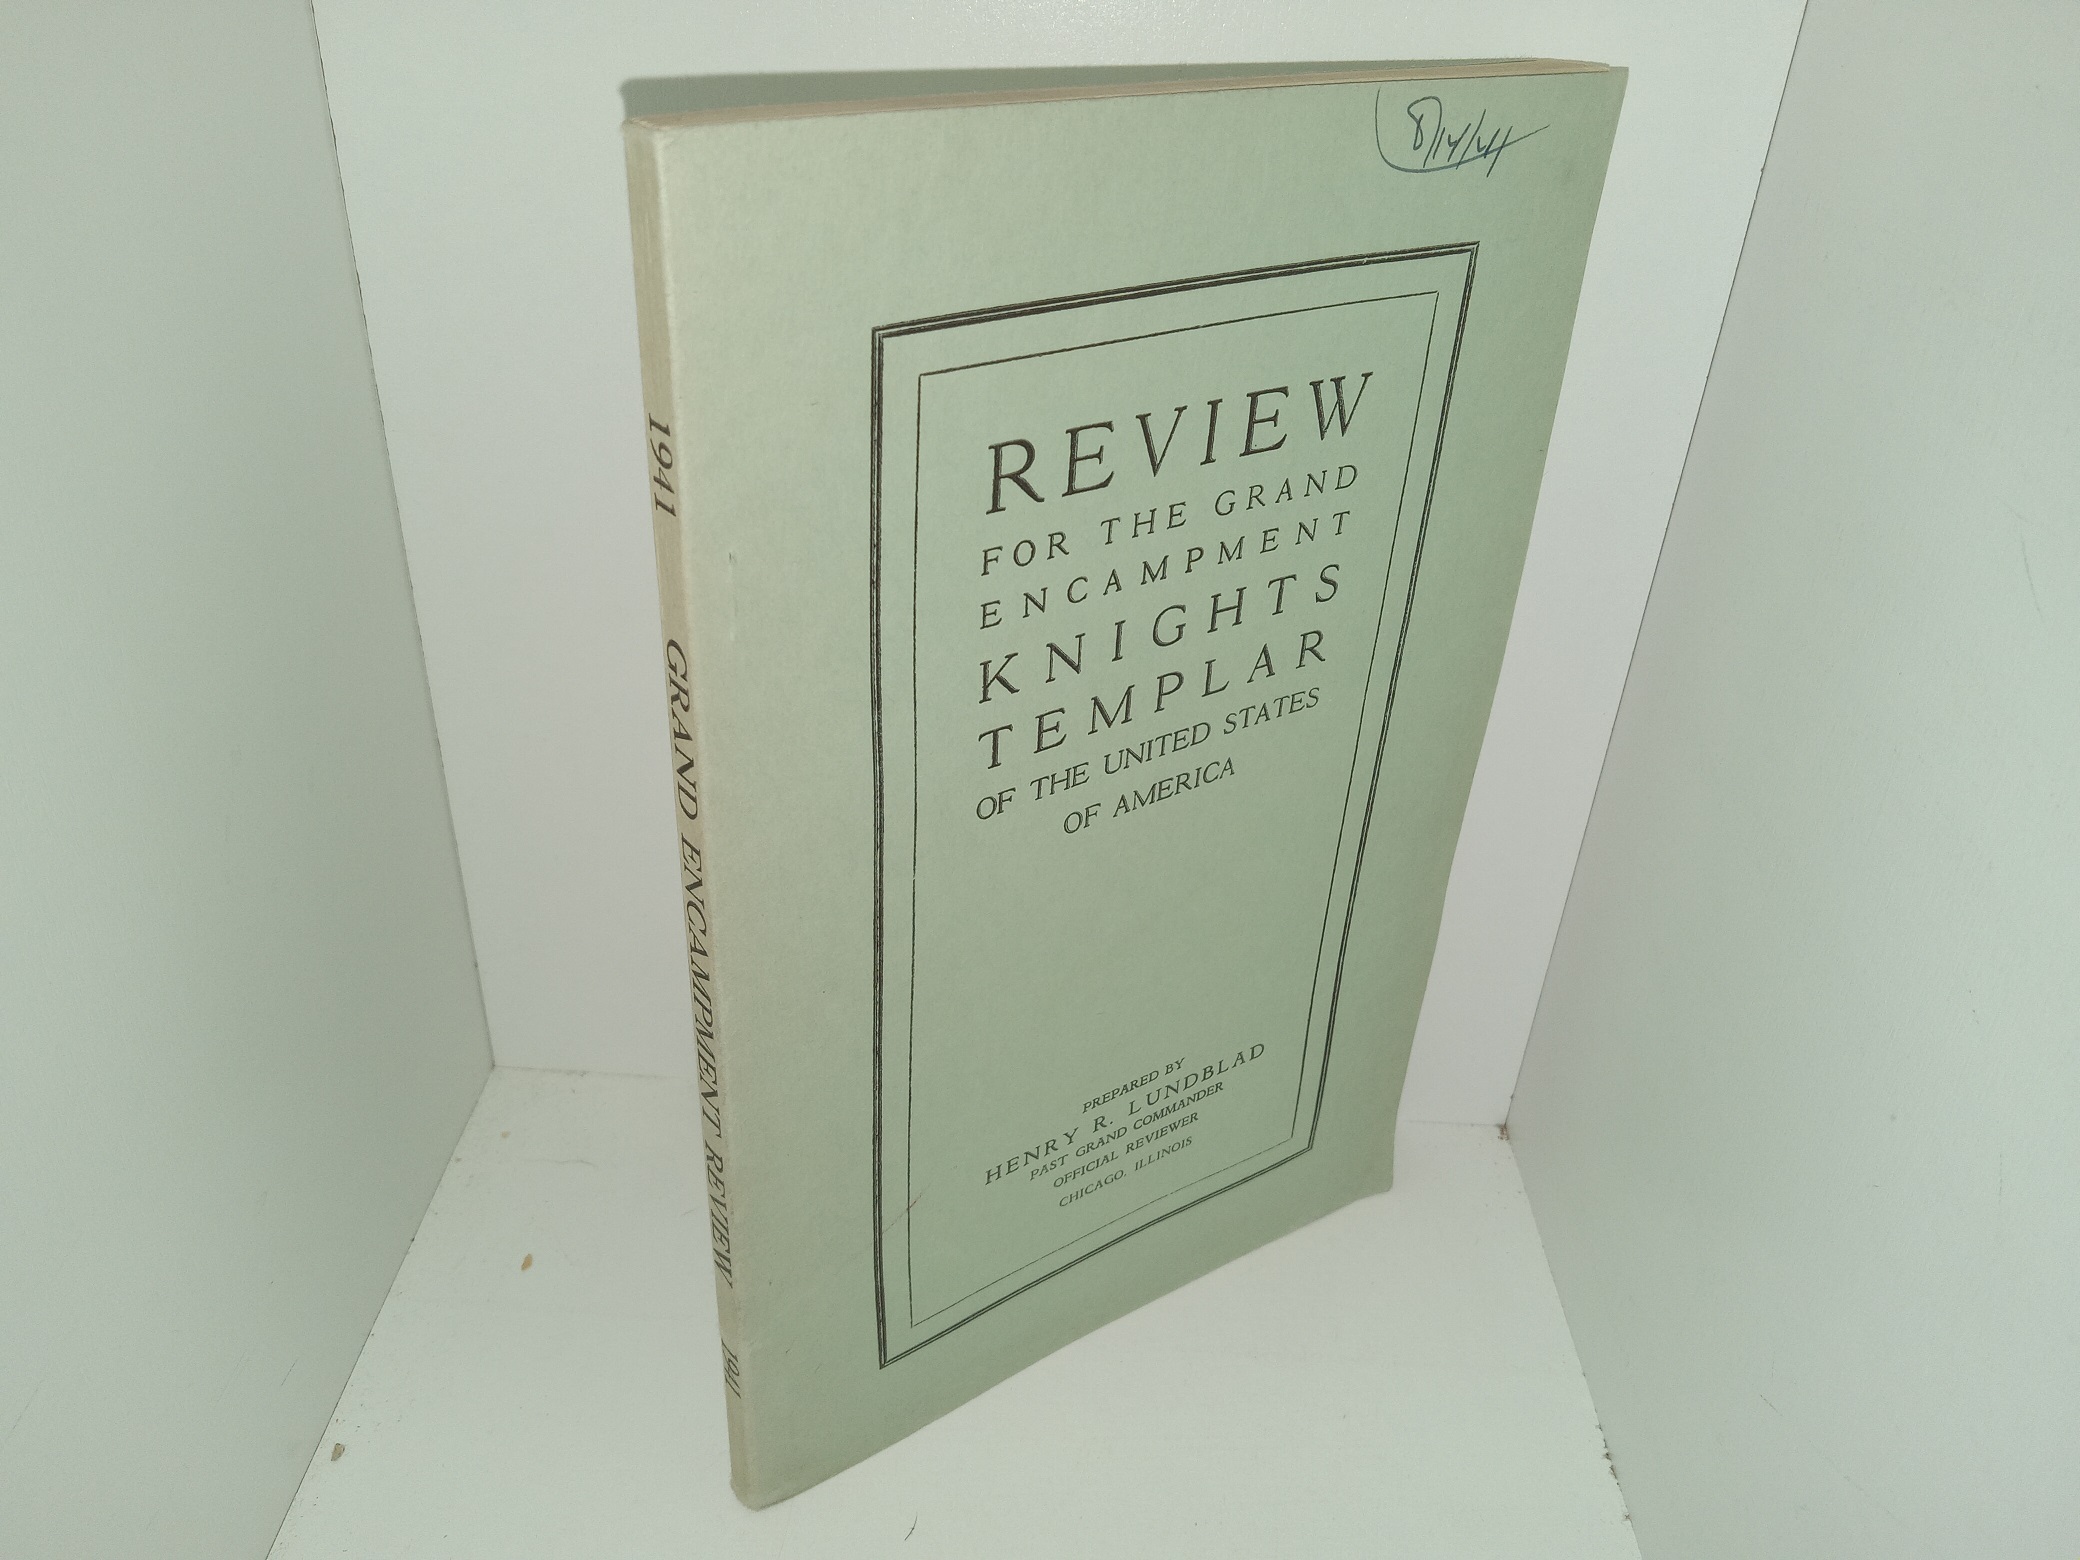 8/14/41
REVIEW
FOR THE GRAND
ENCAMPMENT
KNIGHTS
TEMPLAR
OF THE UNITED STATES
OF AMERICA
PREPARED BY
HENRY R. LUNDBLAD
PAST GRAND COMMANDER
OFFICIAL REVIEWER
CHICAGO, ILLINOIS
1941 GRAND ENCAMPMENT REVIEW 1941